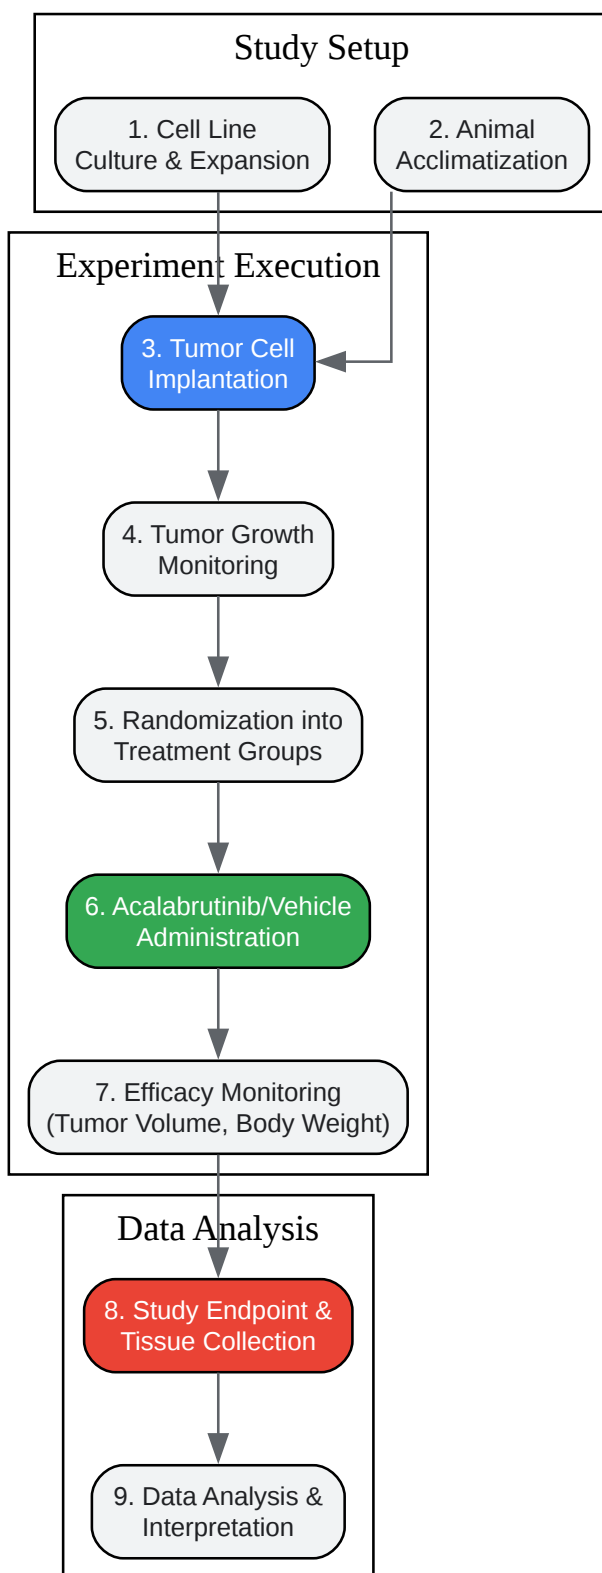 Study Setup
1. Cell Line
Culture & Expansion
2. Animal
Acclimatization
Experiment Execution
3. Tumor Cell
Implantation
4. Tumor Growth
Monitoring
5. Randomization into
Treatment Groups
6. Acalabrutinib/Vehicle
Administration
7. Efficacy Monitoring
(Tumor Volume, Body Weight)
Data Analysis
8. Study Endpoint &
Tissue Collection
9. Data Analysis &
Interpretation